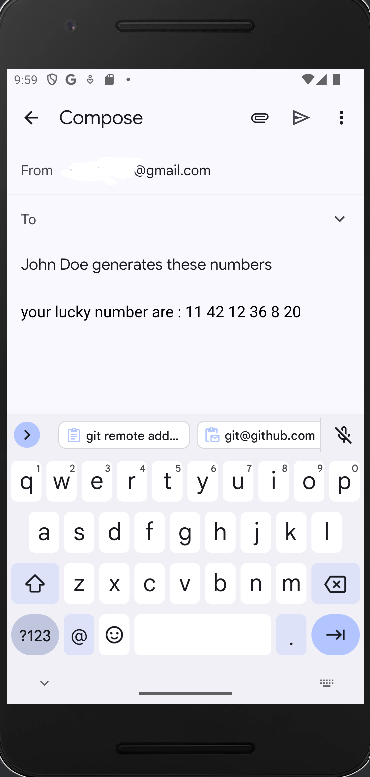 9:59
Compose
From @gmail.com
To
John Doe generates these numbers
your lucky number are : 11 42 12 36 8 20
git remote add... git@github.com
1 2 3 4 5 6 7 8 9 0
q w e r t y u i o p
a s d f g h j k l
z x c v b n m
?123 @ .